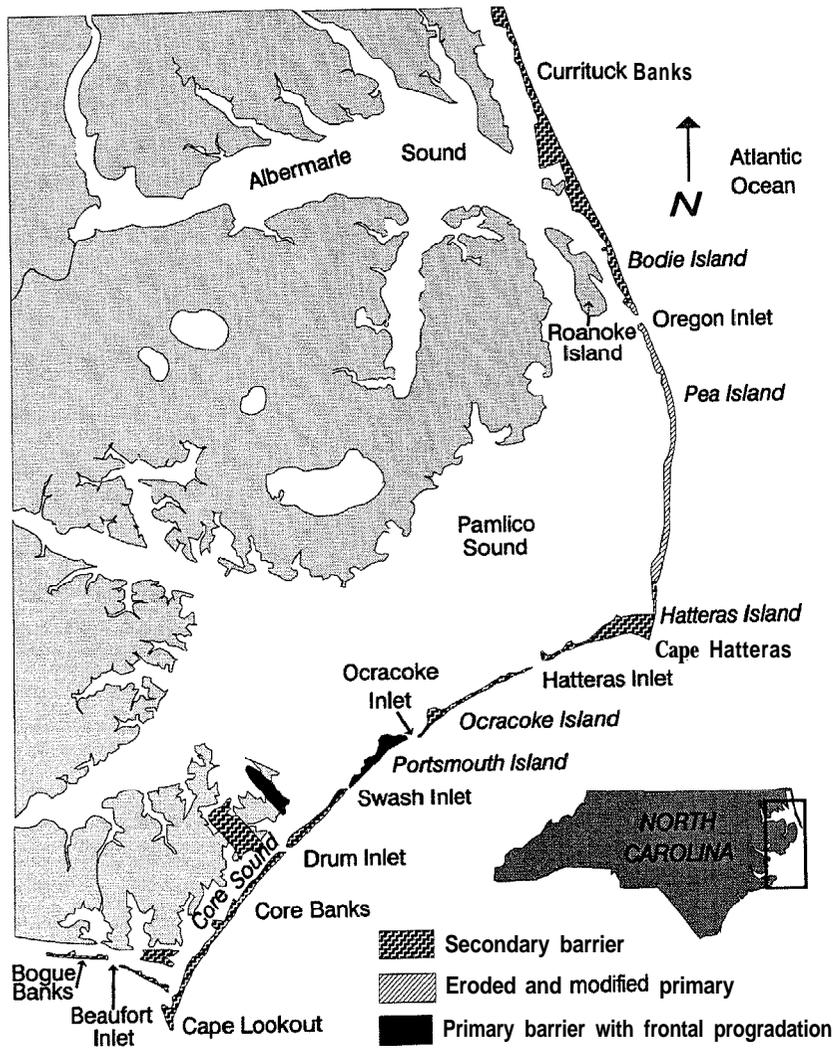 Currituck Banks
Albermarle Sound
Atlantic
Ocean
N
Bodie Island
Oregon Inlet
Roanoke
Island
Pea Island
Pamlico
Sound
Hatteras Island
Cape Hatteras
Hatteras Inlet
Ocracoke
Inlet
Ocracoke Island
Portsmouth Island
Swash Inlet
NORTH
CAROLINA
Drum Inlet
Core Sound
Core Banks
Secondary barrier
Bogue
Banks
Eroded and modified primary
Beaufort
Inlet
Cape Lookout
Primary barrier with frontal progradation